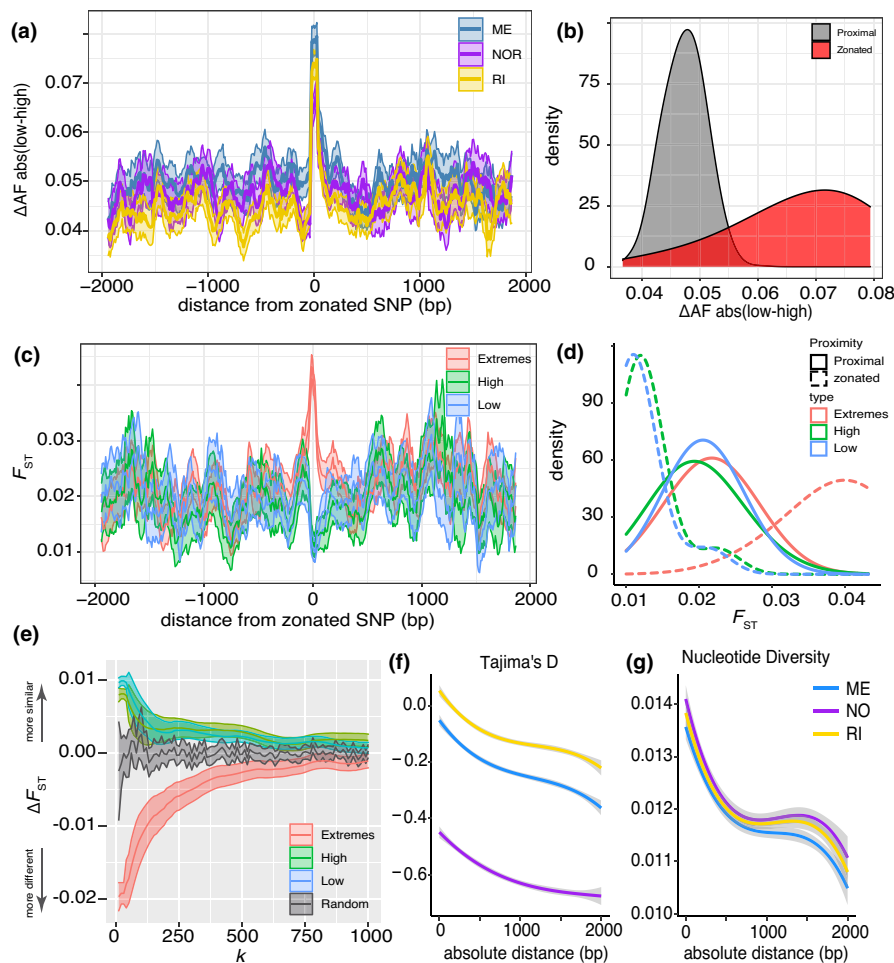 (a)
ΔAF abs(low-high)
0.08
0.07
0.06
0.05
0.04
ME
NOR
RI
−2000
−1000
0
1000
2000
distance from zonated SNP (bp)
(b)
density
75
50
25
0
Proximal
Zonated
0.04
0.05
0.06
0.07
0.08
ΔAF abs(low-high)
(c)
FST
0.03
0.02
0.01
Extremes
High
Low
−2000
−1000
0
1000
2000
distance from zonated SNP (bp)
(d)
density
90
60
30
0
Proximity
Proximal
zonated
type
Extremes
High
Low
0.01
0.02
0.03
0.04
FST
(e)
more similar
more different
ΔFST
0.01
0.00
-0.01
-0.02
Extremes
High
Low
Random
0
250
500
750
1000
k
(f)
Tajima's D
0.0
−0.2
−0.4
−0.6
0
1000
2000
absolute distance (bp)
(g)
Nucleotide Diversity
0.014
0.013
0.012
0.011
0.010
ME
NO
RI
0
1000
2000
absolute distance (bp)